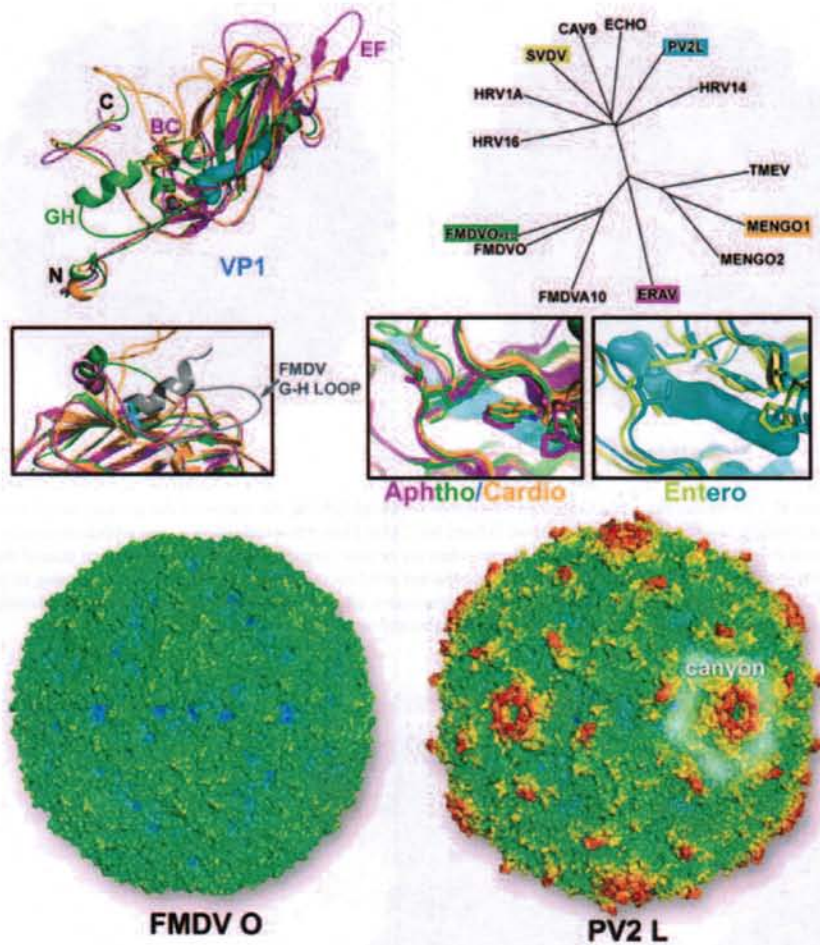 EF
C
BC
GH
N
VP1
CAV9
ECHO
SVDV
PV2L
HRV1A
HRV14
HRV16
TMEV
FMDVO
MENGO1
MENGO2
FMDVA10
ERAV
FMDV
G-H LOOP
Aphtho/Cardio
Entero
canyon
FMDV O
PV2 L